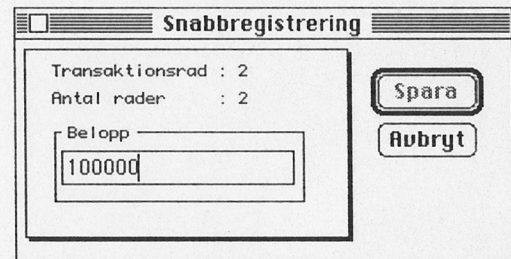 Snabbregistrering
Transaktionsrad : 2
Antal rader : 2
Belopp
100000
Spara
Avbryt